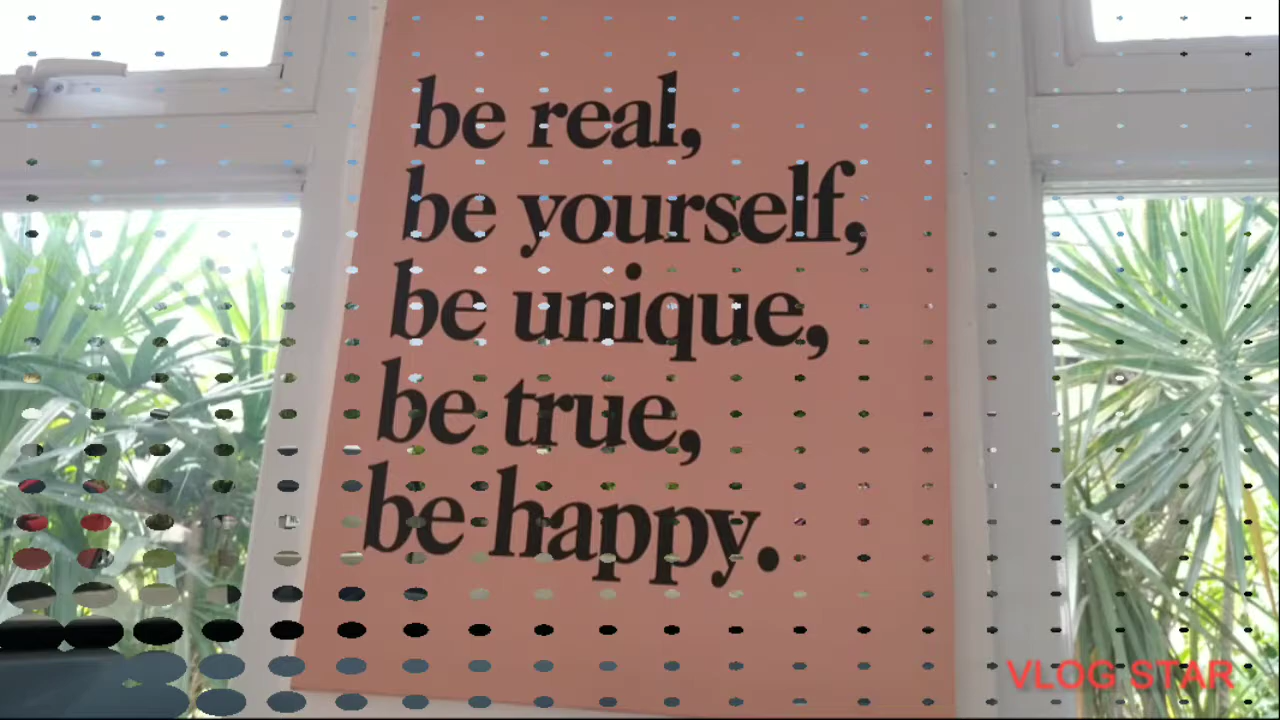 be real,
be yourself,
be unique,
be true,
be happy.
VLOG STAR